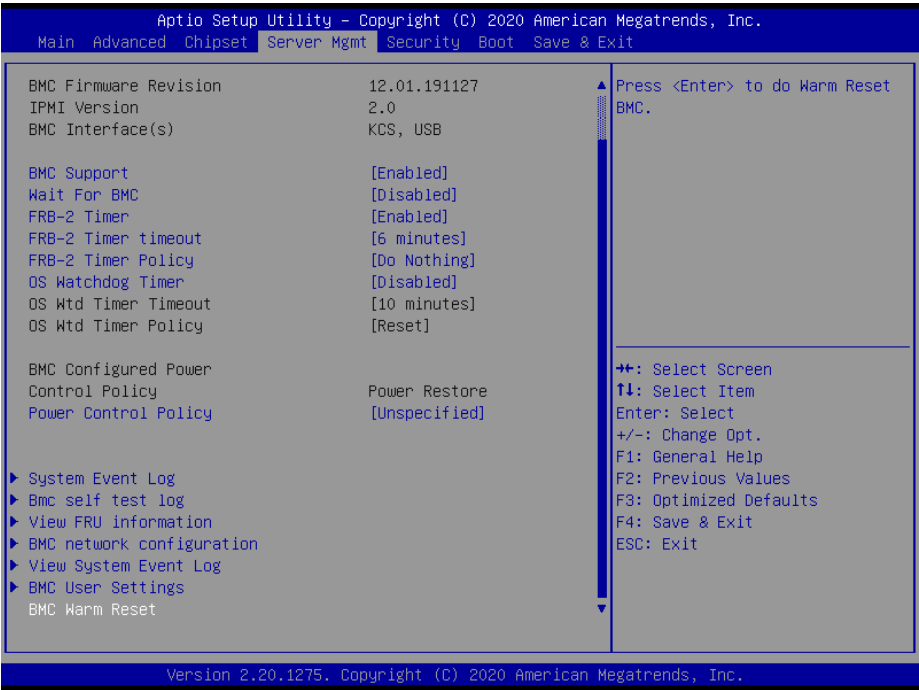 Aptio Setup Utility – Copyright (C) 2020 American Megatrends, Inc.
Main Advanced Chipset Server Mgmt Security Boot Save & Exit
BMC Firmware Revision 12.01.191127
IPMI Version 2.0
BMC Interface(s) KCS, USB
BMC Support [Enabled]
Wait For BMC [Disabled]
FRB-2 Timer [Enabled]
FRB-2 Timer timeout [6 minutes]
FRB-2 Timer Policy [Do Nothing]
OS Watchdog Timer [Disabled]
OS Wtd Timer Timeout [10 minutes]
OS Wtd Timer Policy [Reset]
BMC Configured Power
Control Policy Power Restore
Power Control Policy [Unspecified]
System Event Log
Bmc self test log
View FRU information
BMC network configuration
View System Event Log
BMC User Settings
BMC Warm Reset
Press <Enter> to do Warm Reset
BMC.
→←: Select Screen
↑↓: Select Item
Enter: Select
+/-: Change Opt.
F1: General Help
F2: Previous Values
F3: Optimized Defaults
F4: Save & Exit
ESC: Exit
Version 2.20.1275. Copyright (C) 2020 American Megatrends, Inc.